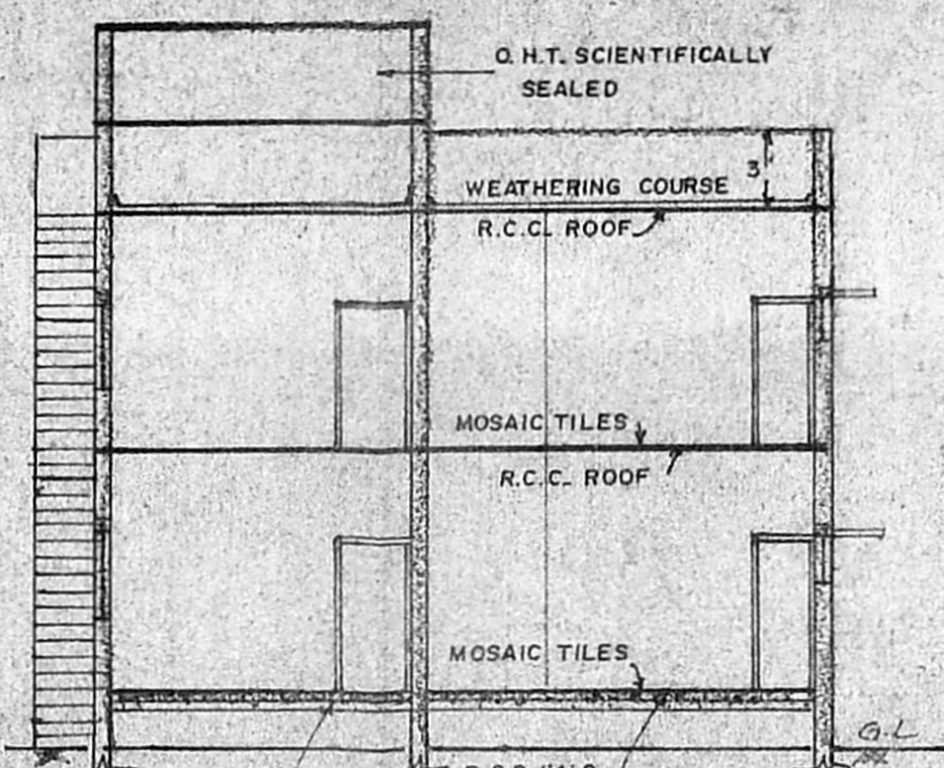 O.H.T. SCIENTIFICALLY
SEALED
3
WEATHERING COURSE
R.C.C. ROOF
MOSAIC TILES
R.C.C. ROOF
MOSAIC TILES
G.L